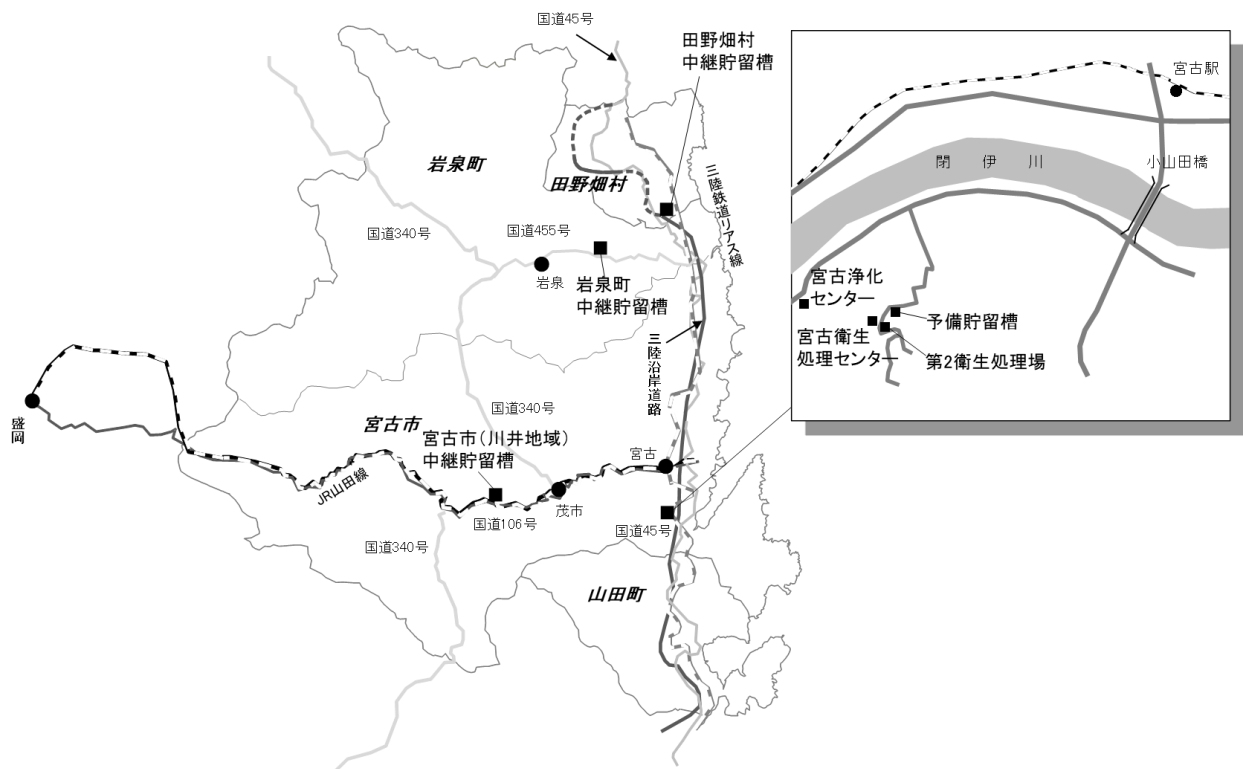 国道45号
田野畑村
中継貯留槽
岩泉町
田野畑村
三陸鉄道リアス線
国道340号
国道455号
岩泉
岩泉町
中継貯留槽
三陸沿岸道路
盛岡
国道340号
宮古市
宮古市(川井地域)
中継貯留槽
宮古
JR山田線
茂市
国道106号
国道45号
国道340号
山田町
宮古駅
閉伊川
小山田橋
宮古浄化
センター
予備貯留槽
宮古衛生
処理センター
第2衛生処理場